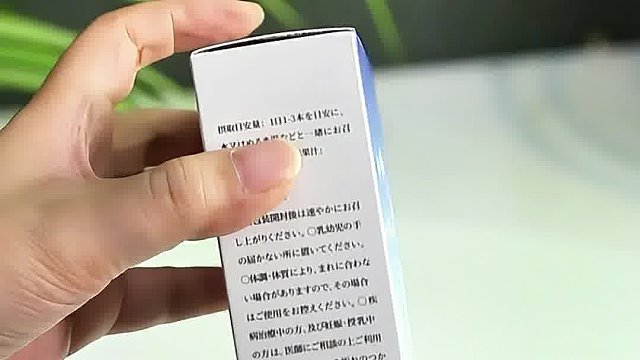 摂取目安量：1日1-3本を目安に、
水又はぬるま湯などと一緒にお召
果汁」
開封後は速やかにお召
し上がりください。〇乳幼児の手
の届かない所に置いてください。
〇体調・体質により、まれに合わな
い場合がありますので、その場合
はご使用をお控えください。〇疾
病治療中の方、及び妊娠・授乳中
の方は、医師にご相談の上ご利用